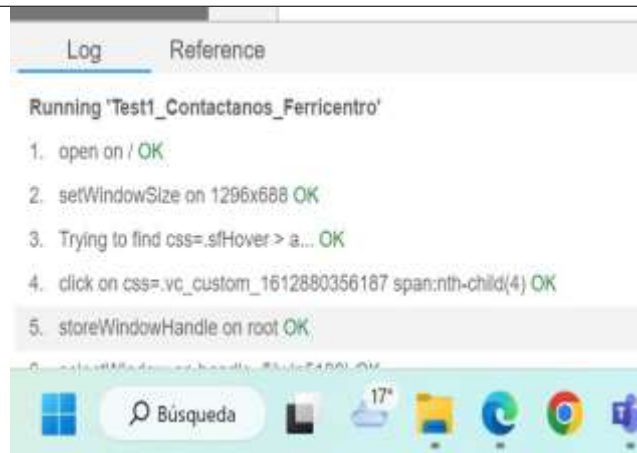 Log Reference
Running 'Test1_Contactanos_Ferricentro'
1. open on / OK
2. setWindowSize on 1296x688 OK
3. Trying to find css=.sfHover > a... OK
4. click on css=.vc_custom_1612880356187 span:nth-child(4) OK
5. storeWindowHandle on root OK
Búsqueda
17°